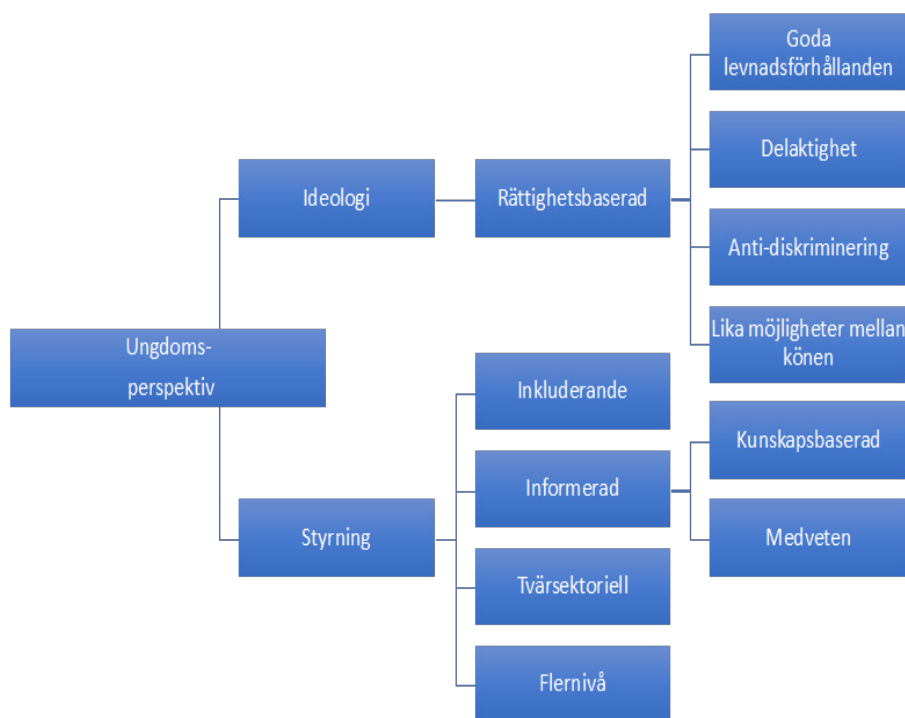 Goda
levnadsförhållanden
Delaktighet
Ideologi
Rättighetsbaserad
Anti-diskriminering
Lika möjligheter mellan
könen
Ungdoms-
perspektiv
Inkluderande
Kunskapsbaserad
Informerad
Styrning
Medveten
Tvärsektoriell
Flernivå